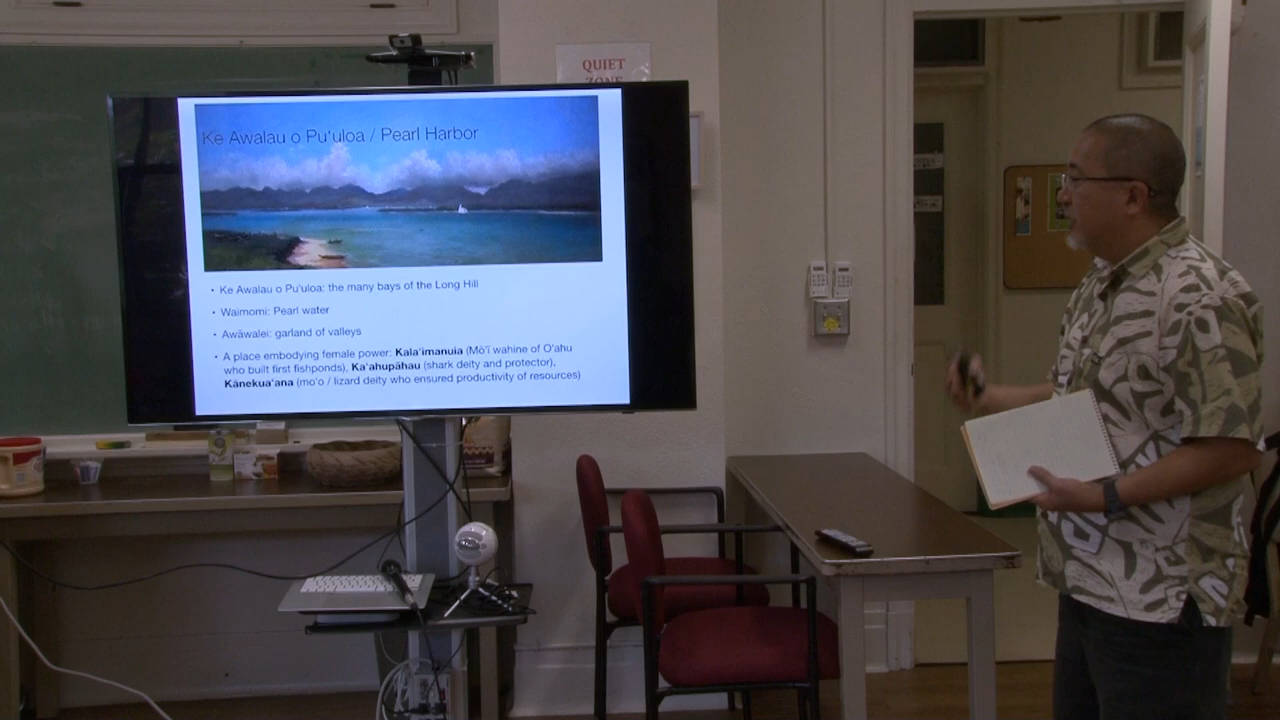 QUIET
ZONE
Ke Awalau o Puʻuloa / Pearl Harbor
• Ke Awalau o Pu'uloa: the many bays of the Long Hill
• Waimomi: Pearl water
• Awāwalei: garland of valleys
• A place embodying female power: Kala'imanuia (Mō'ī wahine of O'ahu
who built first fishponds), Ka'ahupāhau (shark deity and protector),
Kānekua'ana (mo'o / lizard deity who ensured productivity of resources)